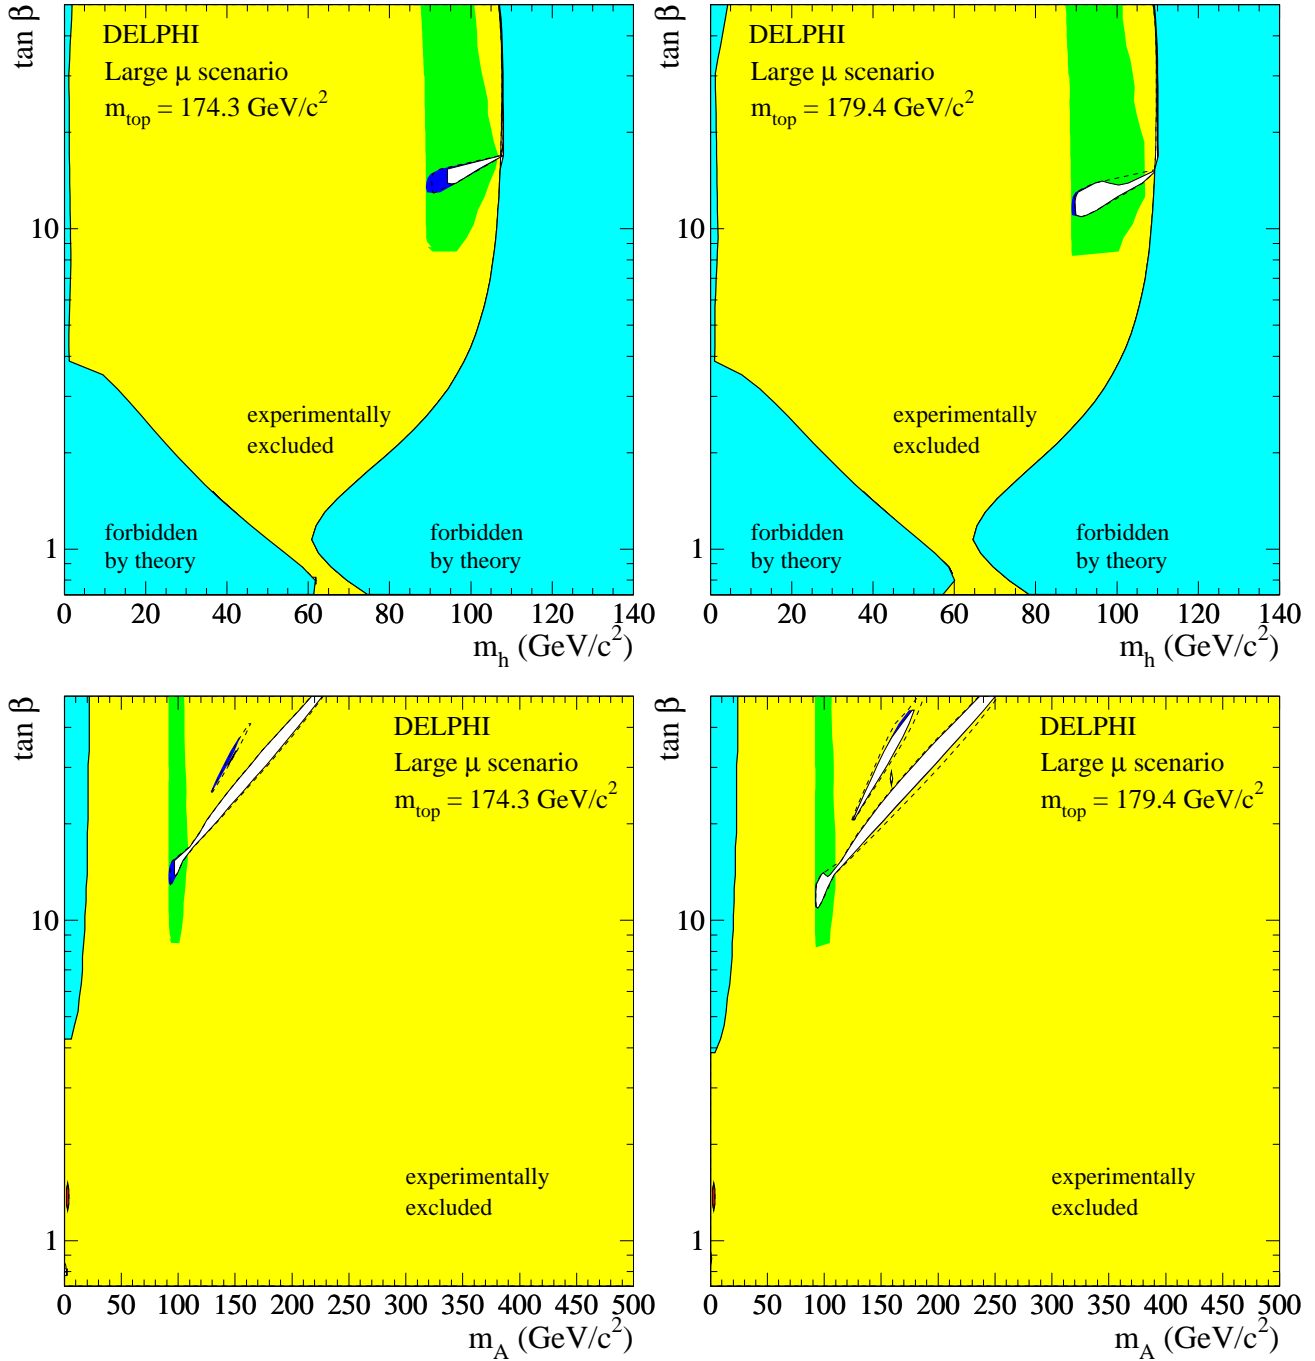 tan β
DELPHI
Large μ scenario
m_top = 174.3 GeV/c²
10
experimentally
excluded
forbidden
by theory
forbidden
by theory
1
0 20 40 60 80 100 120 140
m_h (GeV/c²)
tan β
DELPHI
Large μ scenario
m_top = 179.4 GeV/c²
10
experimentally
excluded
forbidden
by theory
forbidden
by theory
1
0 20 40 60 80 100 120 140
m_h (GeV/c²)
tan β
DELPHI
Large μ scenario
m_top = 174.3 GeV/c²
10
experimentally
excluded
1
0 50 100 150 200 250 300 350 400 450 500
m_A (GeV/c²)
tan β
DELPHI
Large μ scenario
m_top = 179.4 GeV/c²
10
experimentally
excluded
1
0 50 100 150 200 250 300 350 400 450 500
m_A (GeV/c²)